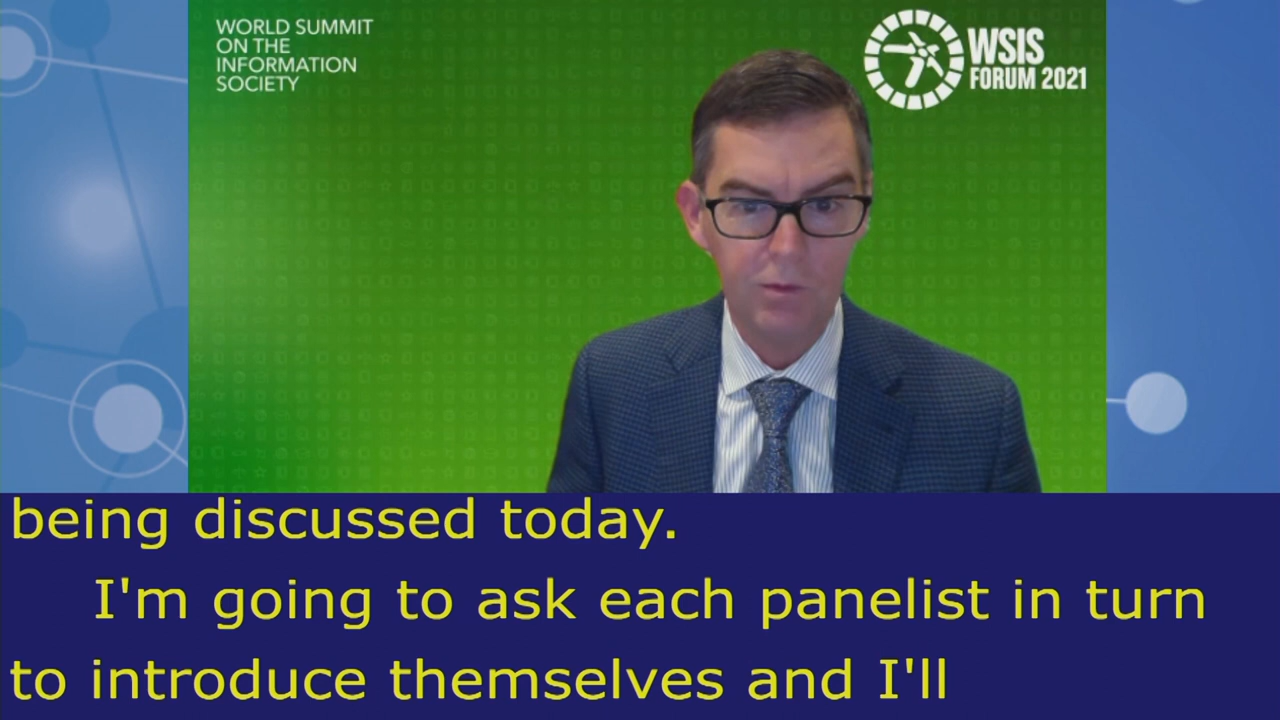 WORLD SUMMIT
ON THE
INFORMATION
SOCIETY
WSIS
FORUM 2021
being discussed today.
I'm going to ask each panelist in turn
to introduce themselves and I'll